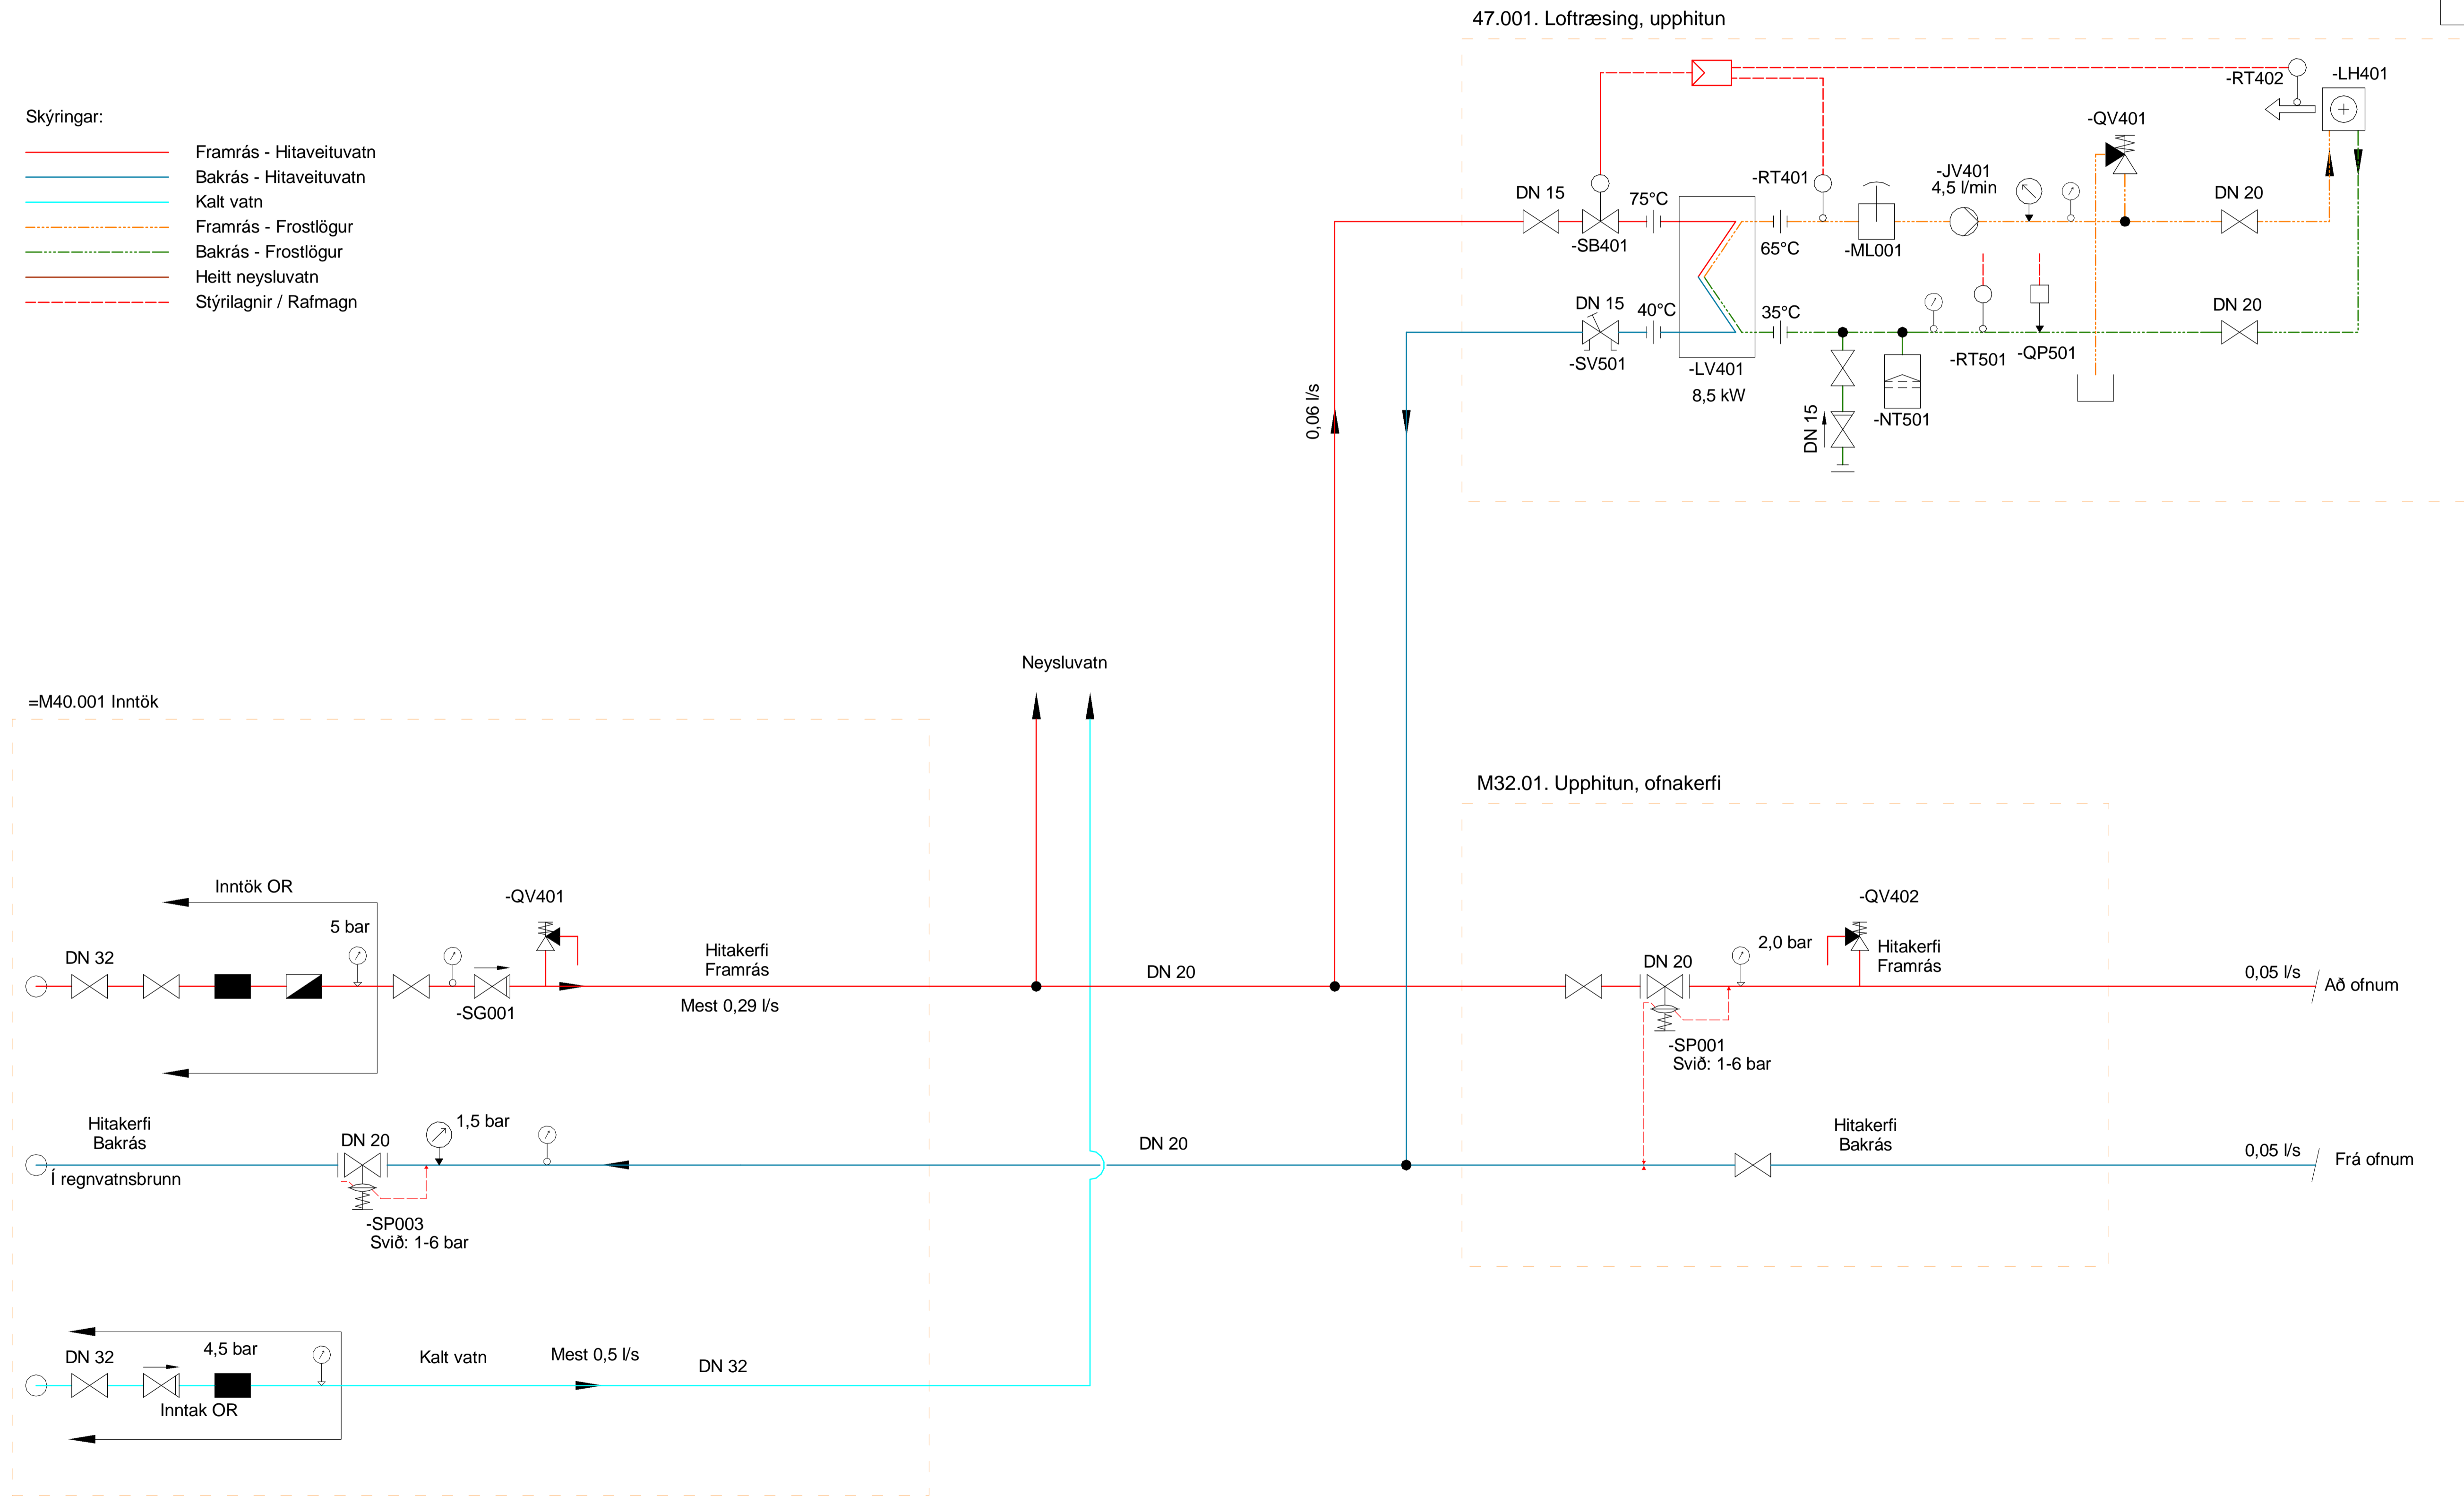 47.001. Loftræsing, upphitun
Skýringar:
Framrás - Hitaveituvatn
Bakrás - Hitaveituvatn
Kalt vatn
Framrás - Frostlögur
Bakrás - Frostlögur
Heitt neysluvatn
Stýrilagnir / Rafmagn
-RT402
-LH401
-QV401
DN 15
75°C
-RT401
-JV401
4,5 l/min
DN 20
-SB401
65°C
-ML001
DN 15
40°C
35°C
DN 20
-SV501
-LV401
8,5 kW
-RT501
-QP501
-NT501
DN 15
0,06 l/s
Neysluvatn
=M40.001 Inntök
M32.01. Upphitun, ofnakerfi
Inntök OR
5 bar
-QV401
DN 32
-SG001
Hitakerfi
Framrás
Mest 0,29 l/s
DN 20
DN 20
2,0 bar
-QV402
Hitakerfi
Framrás
0,05 l/s
Að ofnum
-SP001
Svið: 1-6 bar
Hitakerfi
Bakrás
Í regnvatnsbrunn
DN 20
1,5 bar
-SP003
Svið: 1-6 bar
DN 20
Hitakerfi
Bakrás
0,05 l/s
Frá ofnum
DN 32
4,5 bar
Inntak OR
Kalt vatn
Mest 0,5 l/s
DN 32